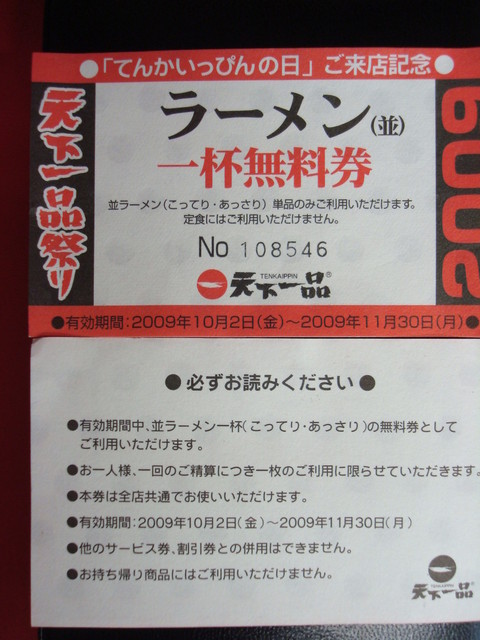 ●「てんかいっぴんの日」ご来店記念●
天下一品祭り
ラーメン(並)
一杯無料券
2009
並ラーメン(こってり・あっさり)単品のみご利用いただけます。
定食にはご利用いただけません。
No 108546
TENKAIPPIN
天下一品®
●有効期間:2009年10月2日(金)〜2009年11月30日(月)●
●必ずお読みください●
●有効期間中、並ラーメン一杯(こってり・あっさり)の無料券として
ご利用いただけます。
●お一人様、一回のご精算につき一枚のご利用に限らせていただきます。
●本券は全店共通でお使いいただけます。
●有効期間:2009年10月2日(金)〜2009年11月30日(月)
●他のサービス券、割引券との併用はできません。
●お持ち帰り商品にはご利用いただけません。
TENKAIPPIN
天下一品®